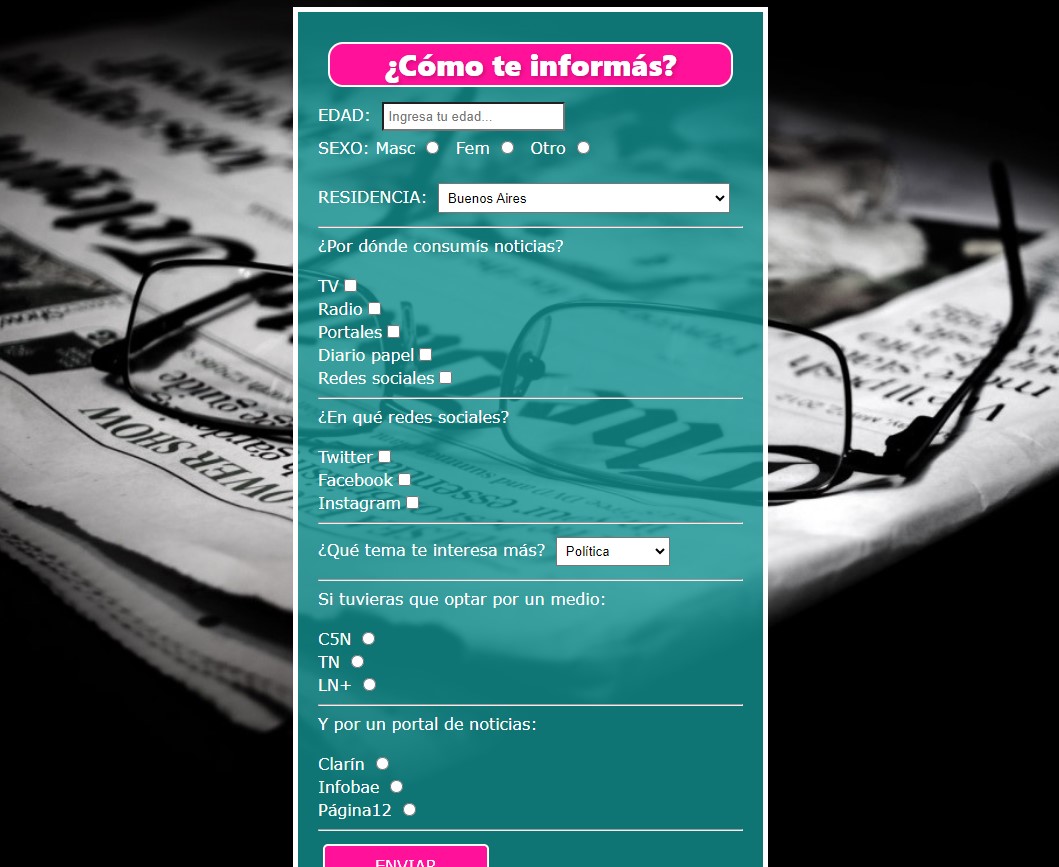 ¿Cómo te informás?
EDAD: Ingresa tu edad...
SEXO: Masc Fem Otro
RESIDENCIA: Buenos Aires
¿Por dónde consumís noticias?
TV
Radio
Portales
Diario papel
Redes sociales
¿En qué redes sociales?
Twitter
Facebook
Instagram
¿Qué tema te interesa más? Política
Si tuvieras que optar por un medio:
C5N
TN
LN+
Y por un portal de noticias:
Clarín
Infobae
Página12
ENVIAR